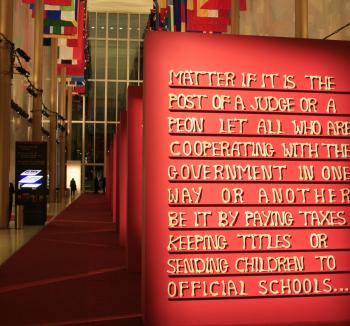 MATTER IF IT IS THE
POST OF A JUDGE OR A
PEON LET ALL WHO ARE
COOPERATING WITH THE
GOVERNMENT IN ONE
WAY OR ANOTHER
BE IT BY PAYING TAXES
KEEPING TITLES OR
SENDING CHILDREN TO
OFFICIAL SCHOOLS...